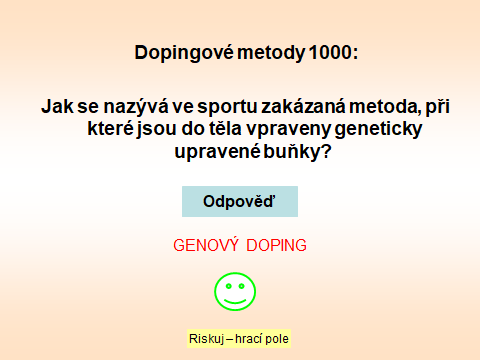 Dopingové metody 1000:
Jak se nazývá ve sportu zakázaná metoda, při
které jsou do těla vpraveny geneticky
upravené buňky?
Odpověď
GENOVÝ DOPING
Riskuj – hrací pole